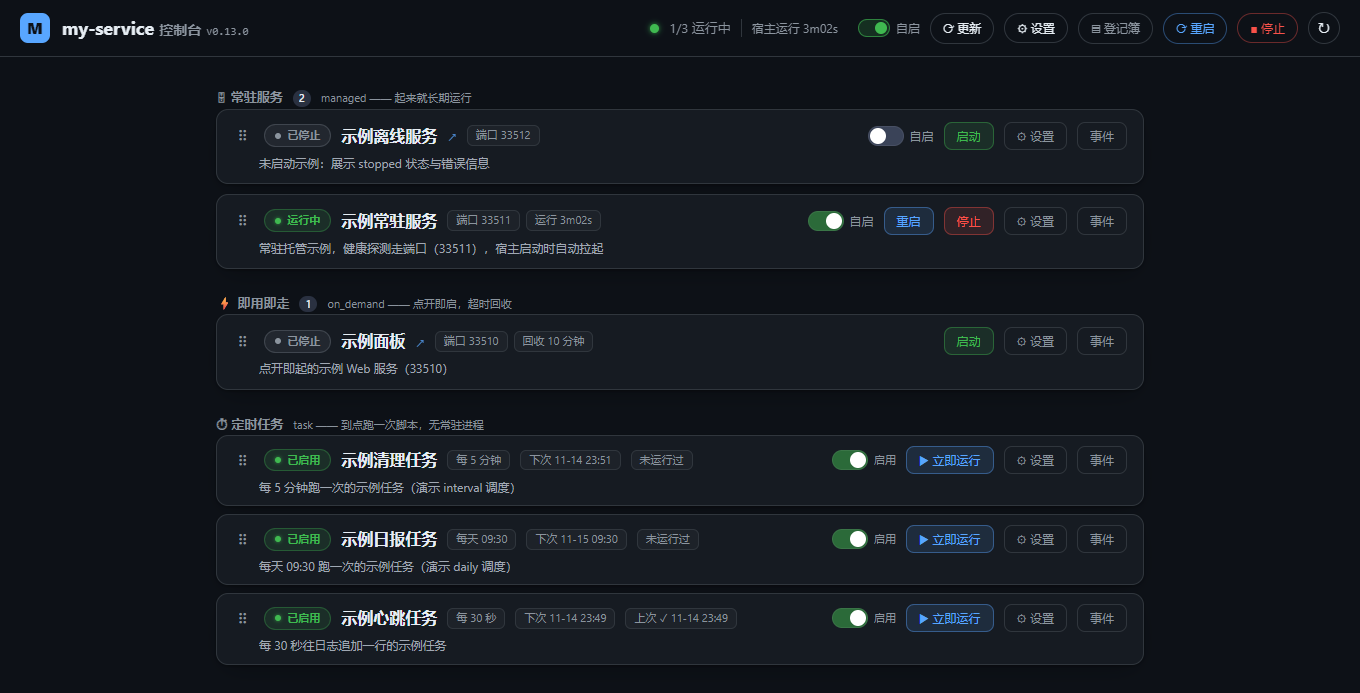 M my-service 控制台 v0.13.0 1/3 运行中 宿主运行 3m02s 自启 更新 设置 登记簿 重启 停止
常驻服务 2 managed —— 起来就长期运行
已停止 示例离线服务 ↗ 端口 33512 自启 启动 设置 事件
未启动示例：展示 stopped 状态与错误信息
运行中 示例常驻服务 端口 33511 运行 3m02s 自启 重启 停止 设置 事件
常驻托管示例，健康探测走端口（33511），宿主启动时自动拉起
即用即走 1 on_demand —— 点开即启，超时回收
已停止 示例面板 ↗ 端口 33510 回收 10 分钟 启动 设置 事件
点开即起的示例 Web 服务（33510）
定时任务 task —— 到点跑一次脚本，无常驻进程
已启用 示例清理任务 每 5 分钟 下次 11-14 23:51 未运行过 启用 立即运行 设置 事件
每 5 分钟跑一次的示例任务（演示 interval 调度）
已启用 示例日报任务 每天 09:30 下次 11-15 09:30 未运行过 启用 立即运行 设置 事件
每天 09:30 跑一次的示例任务（演示 daily 调度）
已启用 示例心跳任务 每 30 秒 下次 11-14 23:49 上次 ✓ 11-14 23:49 启用 立即运行 设置 事件
每 30 秒往日志追加一行的示例任务